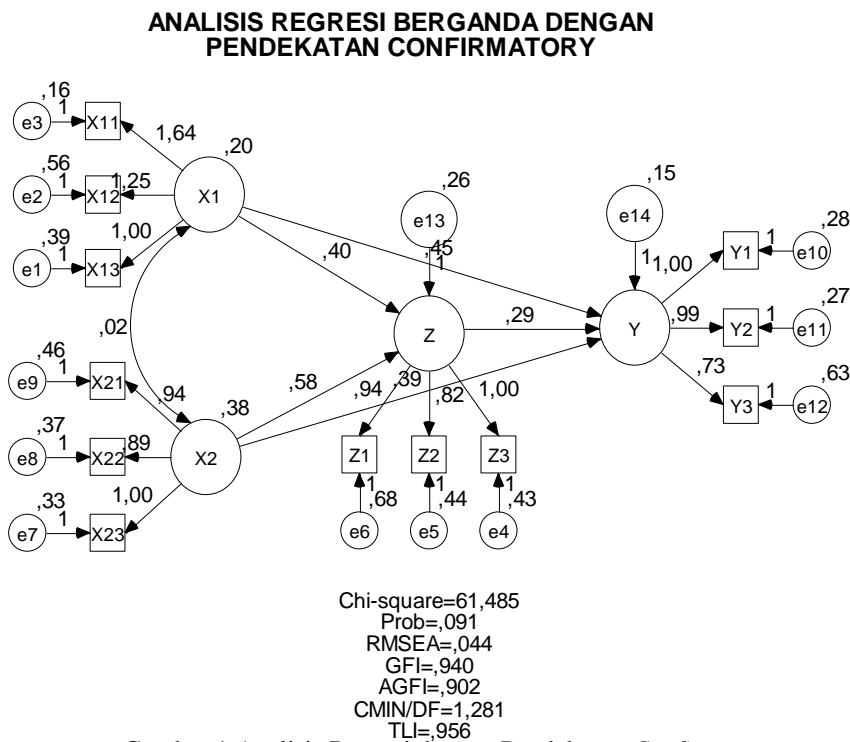 ANALISIS REGRESI BERGANDA DENGAN
PENDEKATAN CONFIRMATORY
,16
e3 1 X11
1,64
,20
,56
e2 1 X12 1,25 X1
,39
e1 1 X13 1,00
,02
,46
e9 1 X21 ,94
,38
,37
e8 1 X22 ,89 X2
,33
e7 1 X23 1,00
,26
e13
1
,40
,45
,58
,39
Z
,29
,94
,82
1,00
Z1 Z2 Z3
1 1 1
,68 ,44 ,43
e6 e5 e4
,15
e14
1
Y
1,00 Y1 1 e10 ,28
,99 Y2 1 e11 ,27
,73 Y3 1 e12 ,63
Chi-square=61,485
Prob=,091
RMSEA=,044
GFI=,940
AGFI=,902
CMIN/DF=1,281
TLI=,956